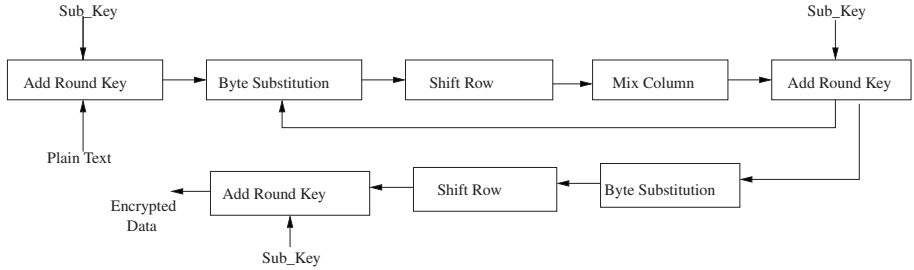 Sub_Key
Sub_Key
Add Round Key
Byte Substitution
Shift Row
Mix Column
Add Round Key
Plain Text
Add Round Key
Shift Row
Byte Substitution
Encrypted
Data
Sub_Key